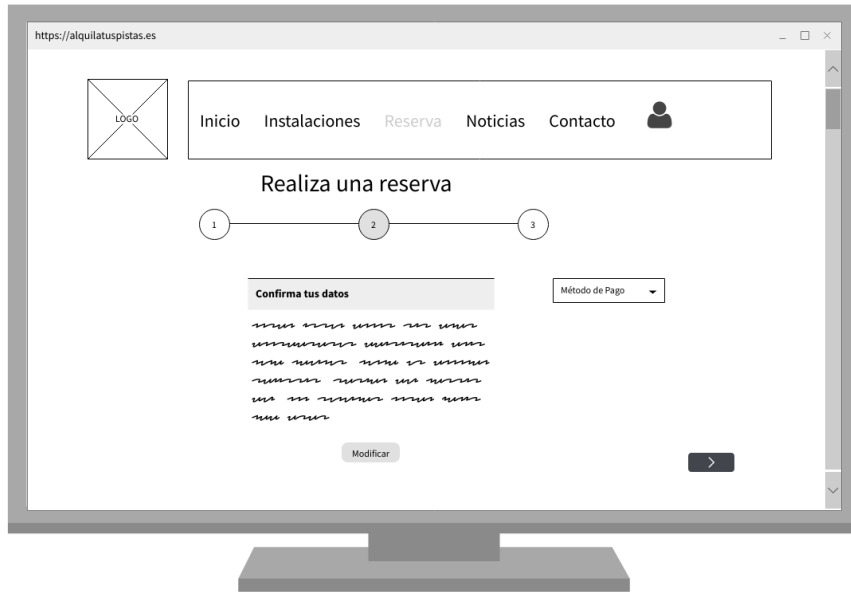 https://alquilatuspistas.es
LOGO
Inicio Instalaciones Reserva Noticias Contacto
Realiza una reserva
1 2 3
Confirma tus datos
Método de Pago
Modificar